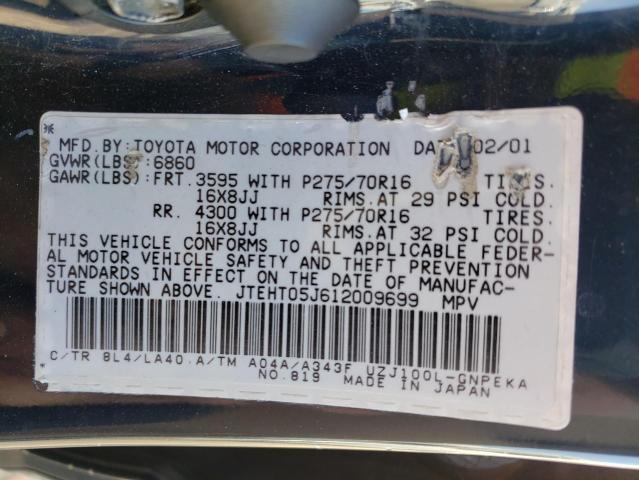 MFD.BY:TOYOTA MOTOR CORPORATION DAT 02/01
GVWR(LBS :6860
GAWR(LBS):FRT. 3595 WITH P275/70R16 TIRES.
16X8JJ RIMS.AT 29 PSI COLD.
RR. 4300 WITH P275/70R16 TIRES.
16X8JJ RIMS.AT 32 PSI COLD.
THIS VEHICLE CONFORMS TO ALL APPLICABLE FEDER-
AL MOTOR VEHICLE SAFETY AND THEFT PREVENTION
STANDARDS IN EFFECT ON THE DATE OF MANUFAC-
TURE SHOWN ABOVE. JTEHT05J612009699 MPV
C/TR 8L4/LA40.A/TM A04A/A343F UZJ100L-GNPEKA
NO.819 MADE IN JAPAN